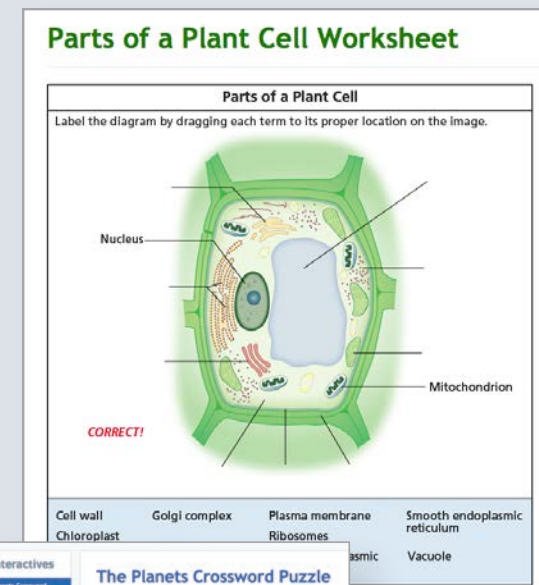 Parts of a Plant Cell Worksheet
Parts of a Plant Cell
Label the diagram by dragging each term to its proper location on the image.
Nucleus
Mitochondrion
CORRECT!
Cell wall Golgi complex Plasma membrane Smooth endoplasmic
reticulum
Chloroplast Ribosomes
Vacuole
The Planets Crossword Puzzle